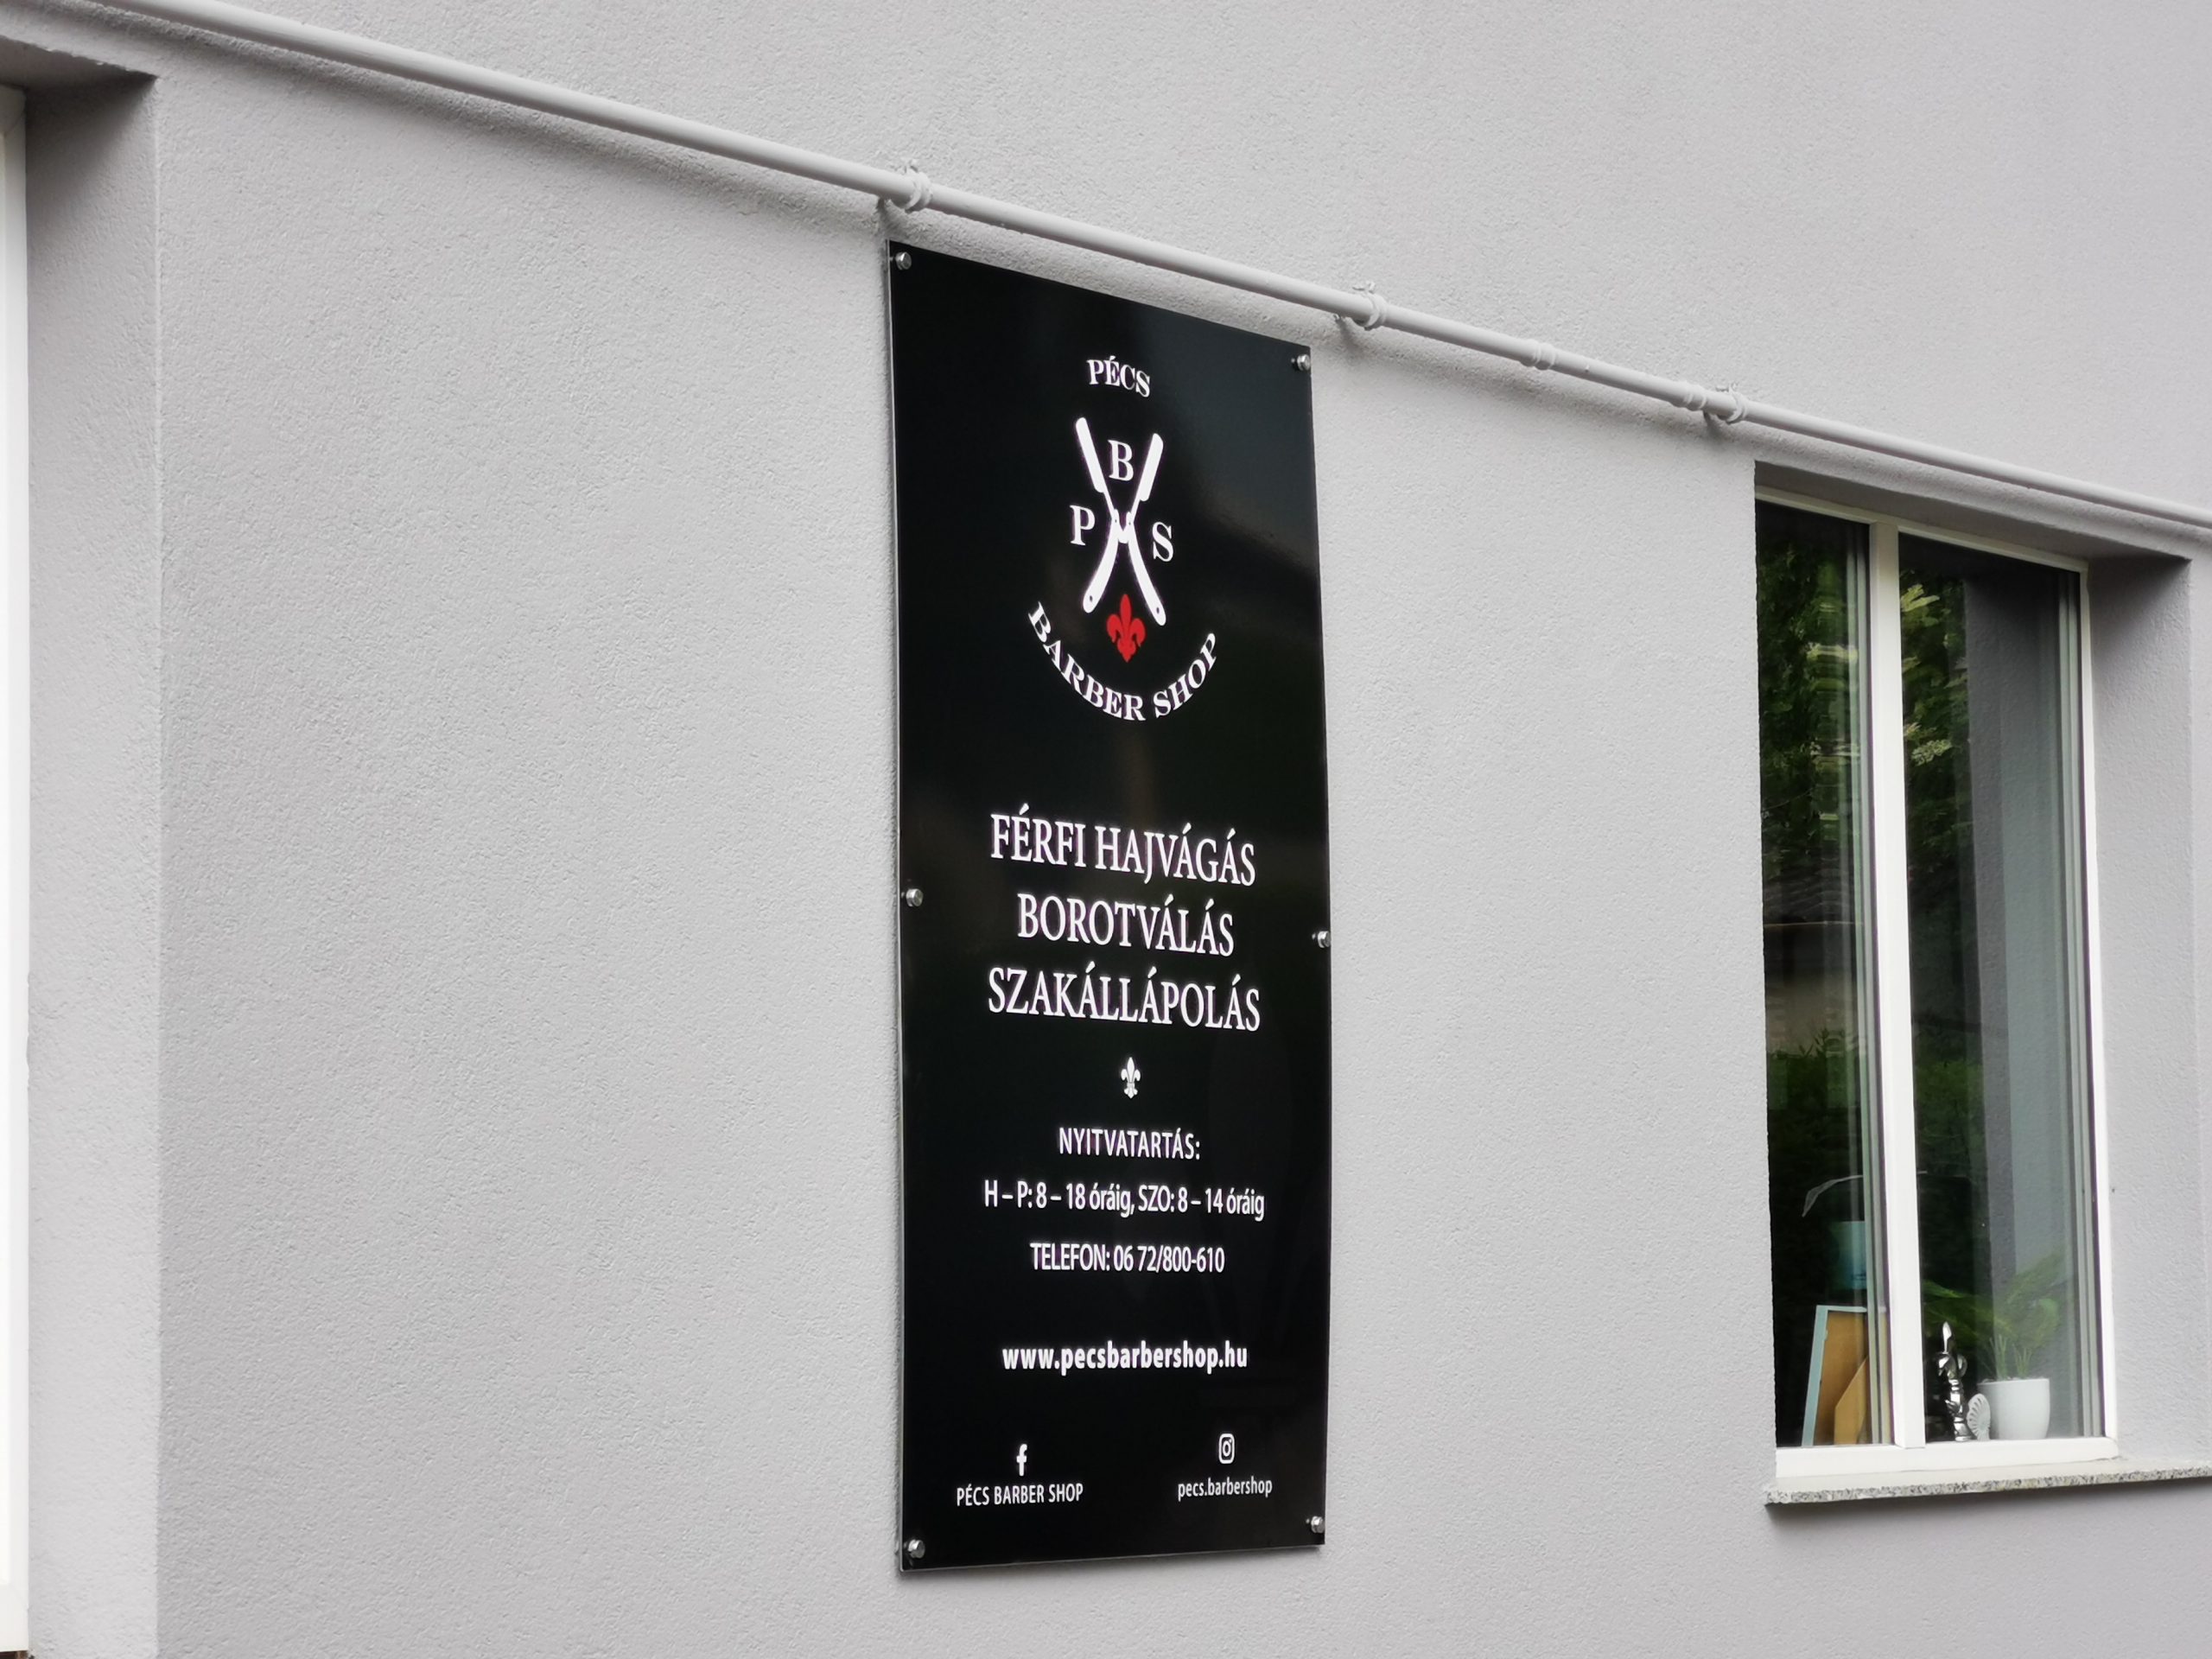 PÉCS
B
P S
BARBER SHOP
FÉRFI HAJVÁGÁS
BOROTVÁLÁS
SZAKÁLLÁPOLÁS
NYITVATARTÁS:
H – P: 8 – 18 óráig, SZO: 8 – 14 óráig
TELEFON: 06 72/800-610
www.pecsbarbershop.hu
PÉCS BARBER SHOP
pecs.barbershop